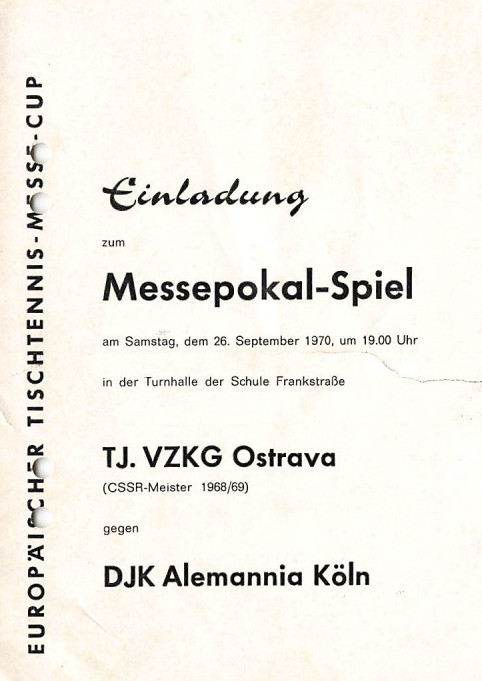 EUROPÄISCHER TISCHTENNIS-MESSE-CUP
Einladung
zum
Messepokal-Spiel
am Samstag, dem 26. September 1970, um 19.00 Uhr
in der Turnhalle der Schule Frankstraße
TJ. VZKG Ostrava
(CSSR-Meister 1968/69)
gegen
DJK Alemannia Köln